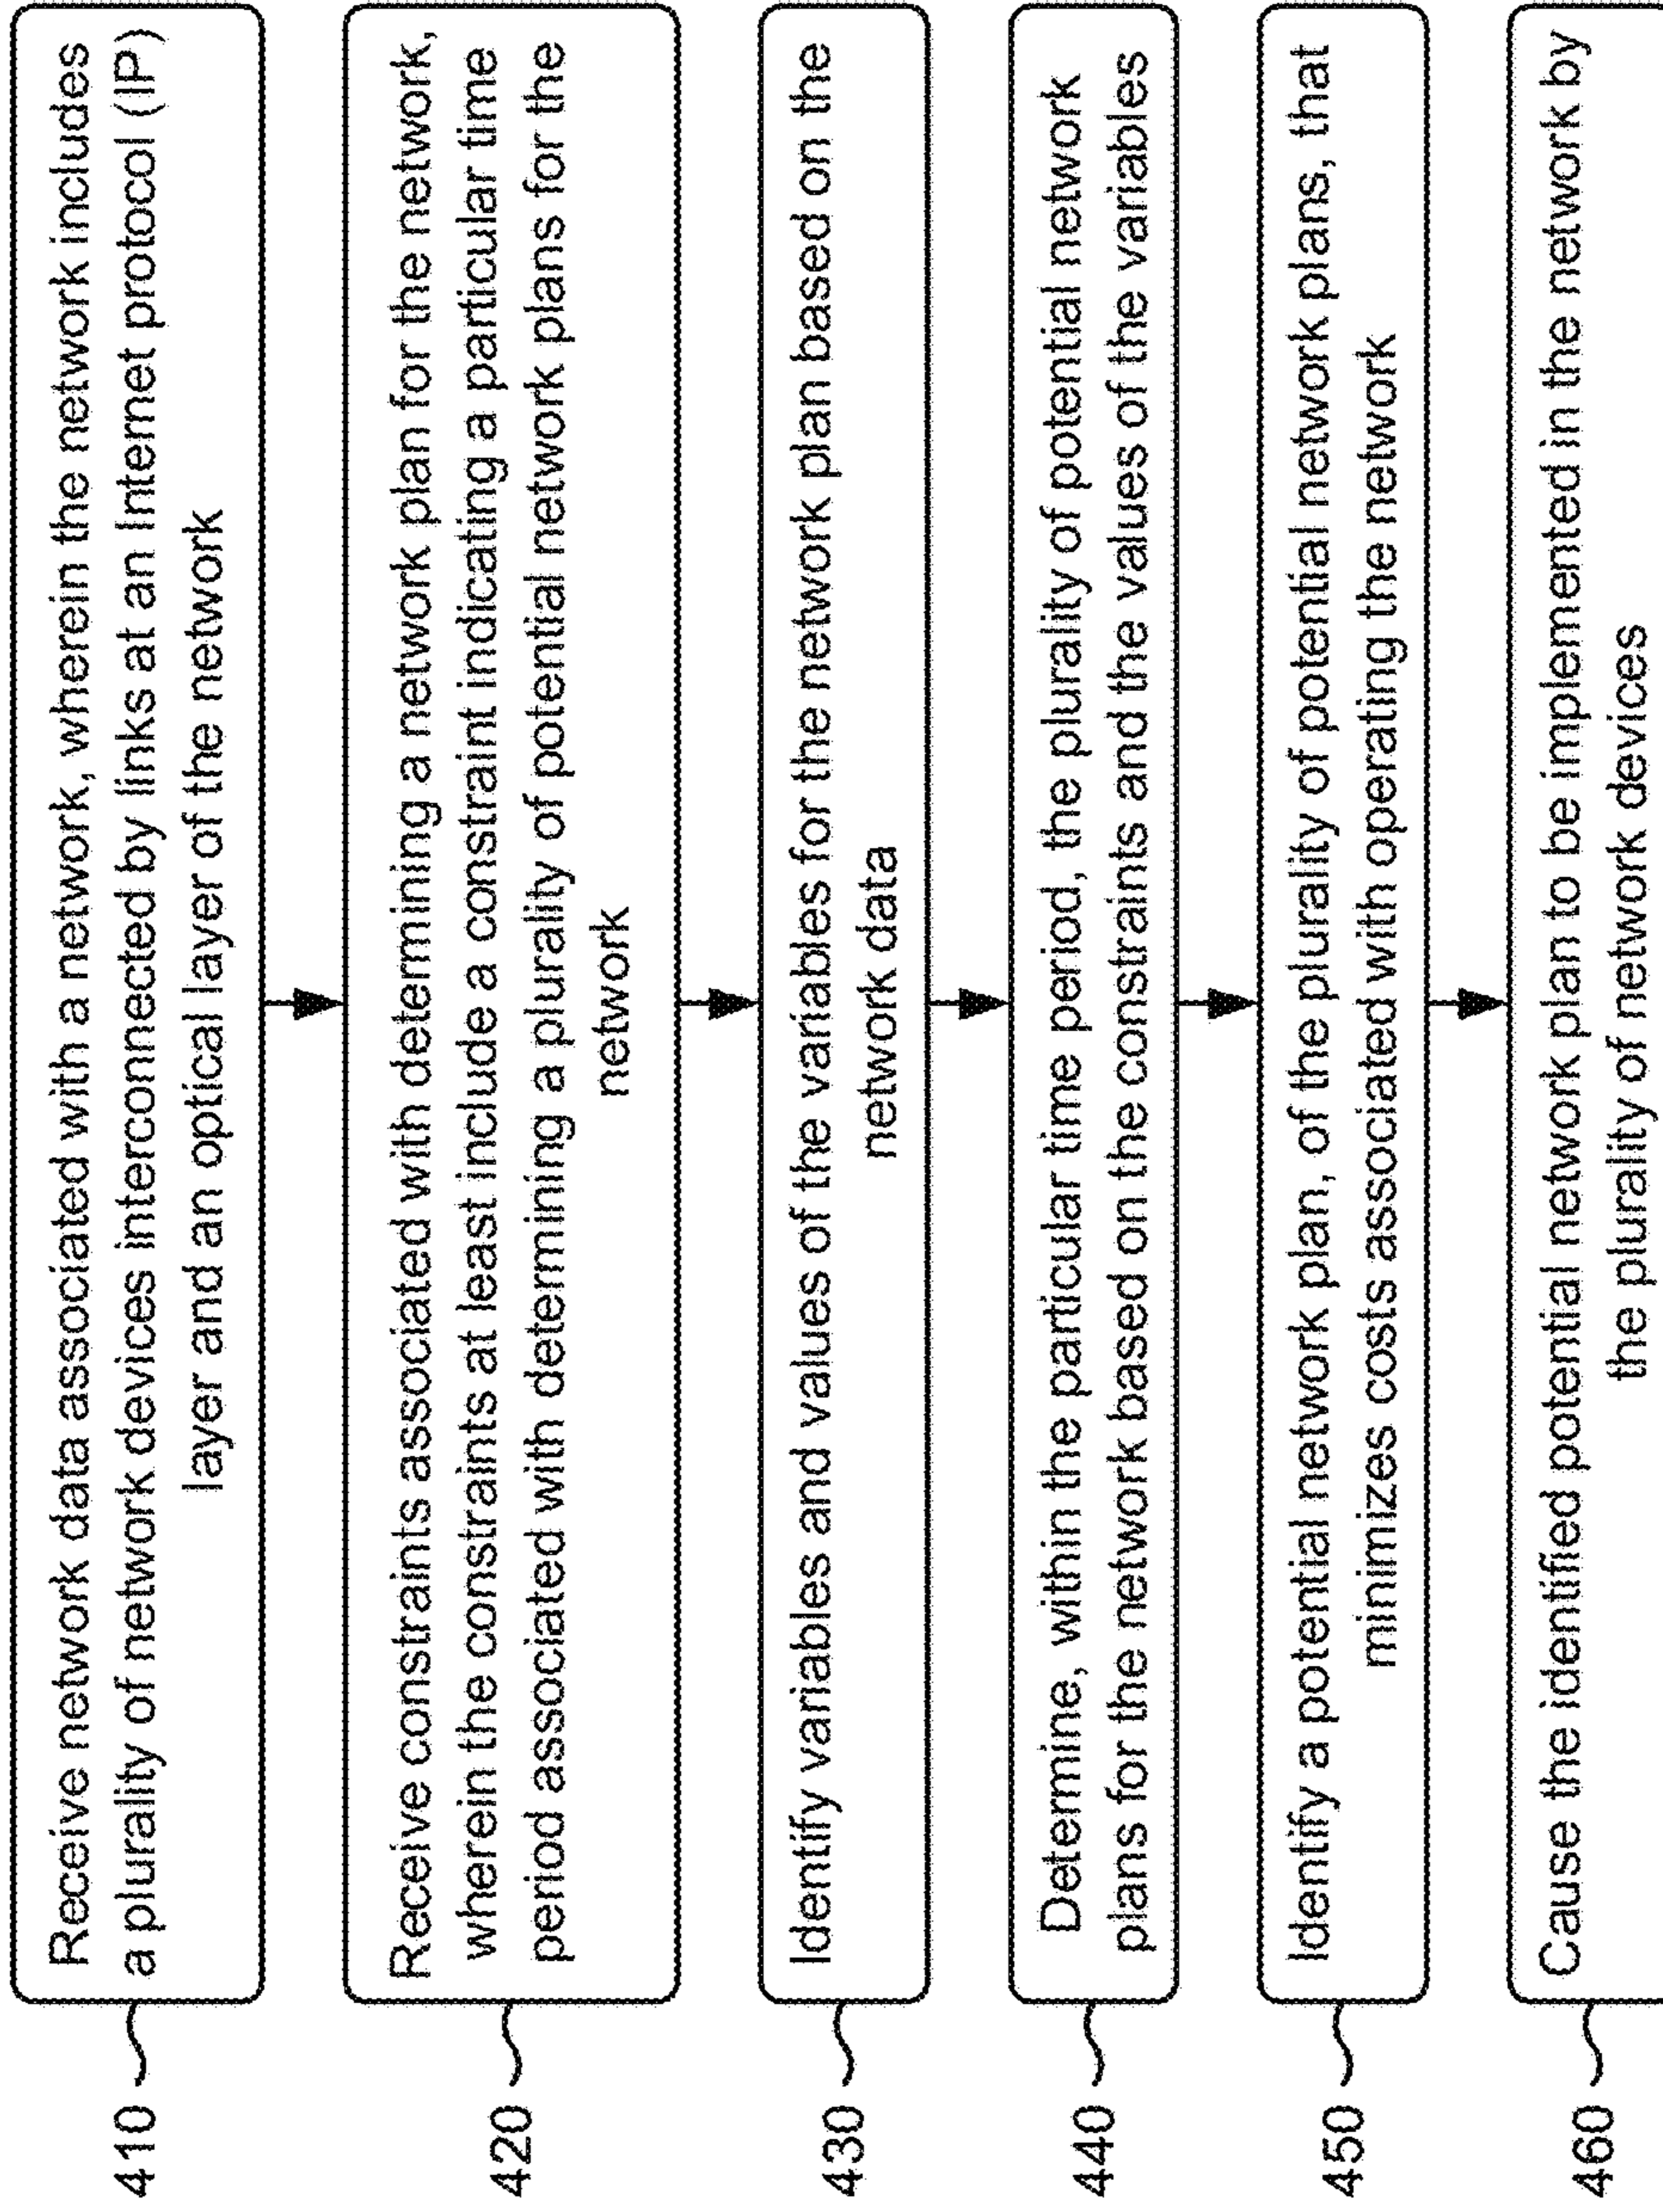 410
Receive network data associated with a network, wherein the network includes
a plurality of network devices interconnected by links at an Internet protocol (IP)
layer and an optical layer of the network
420
Receive constraints associated with determining a network plan for the network,
wherein the constraints at least include a constraint indicating a particular time
period associated with determining a plurality of potential network plans for the
network
430
Identify variables and values of the variables for the network plan based on the
network data
440
Determine, within the particular time period, the plurality of potential network
plans for the network based on the constraints and the values of the variables
450
Identify a potential network plan, of the plurality of potential network plans, that
minimizes costs associated with operating the network
460
Cause the identified potential network plan to be implemented in the network by
the plurality of network devices